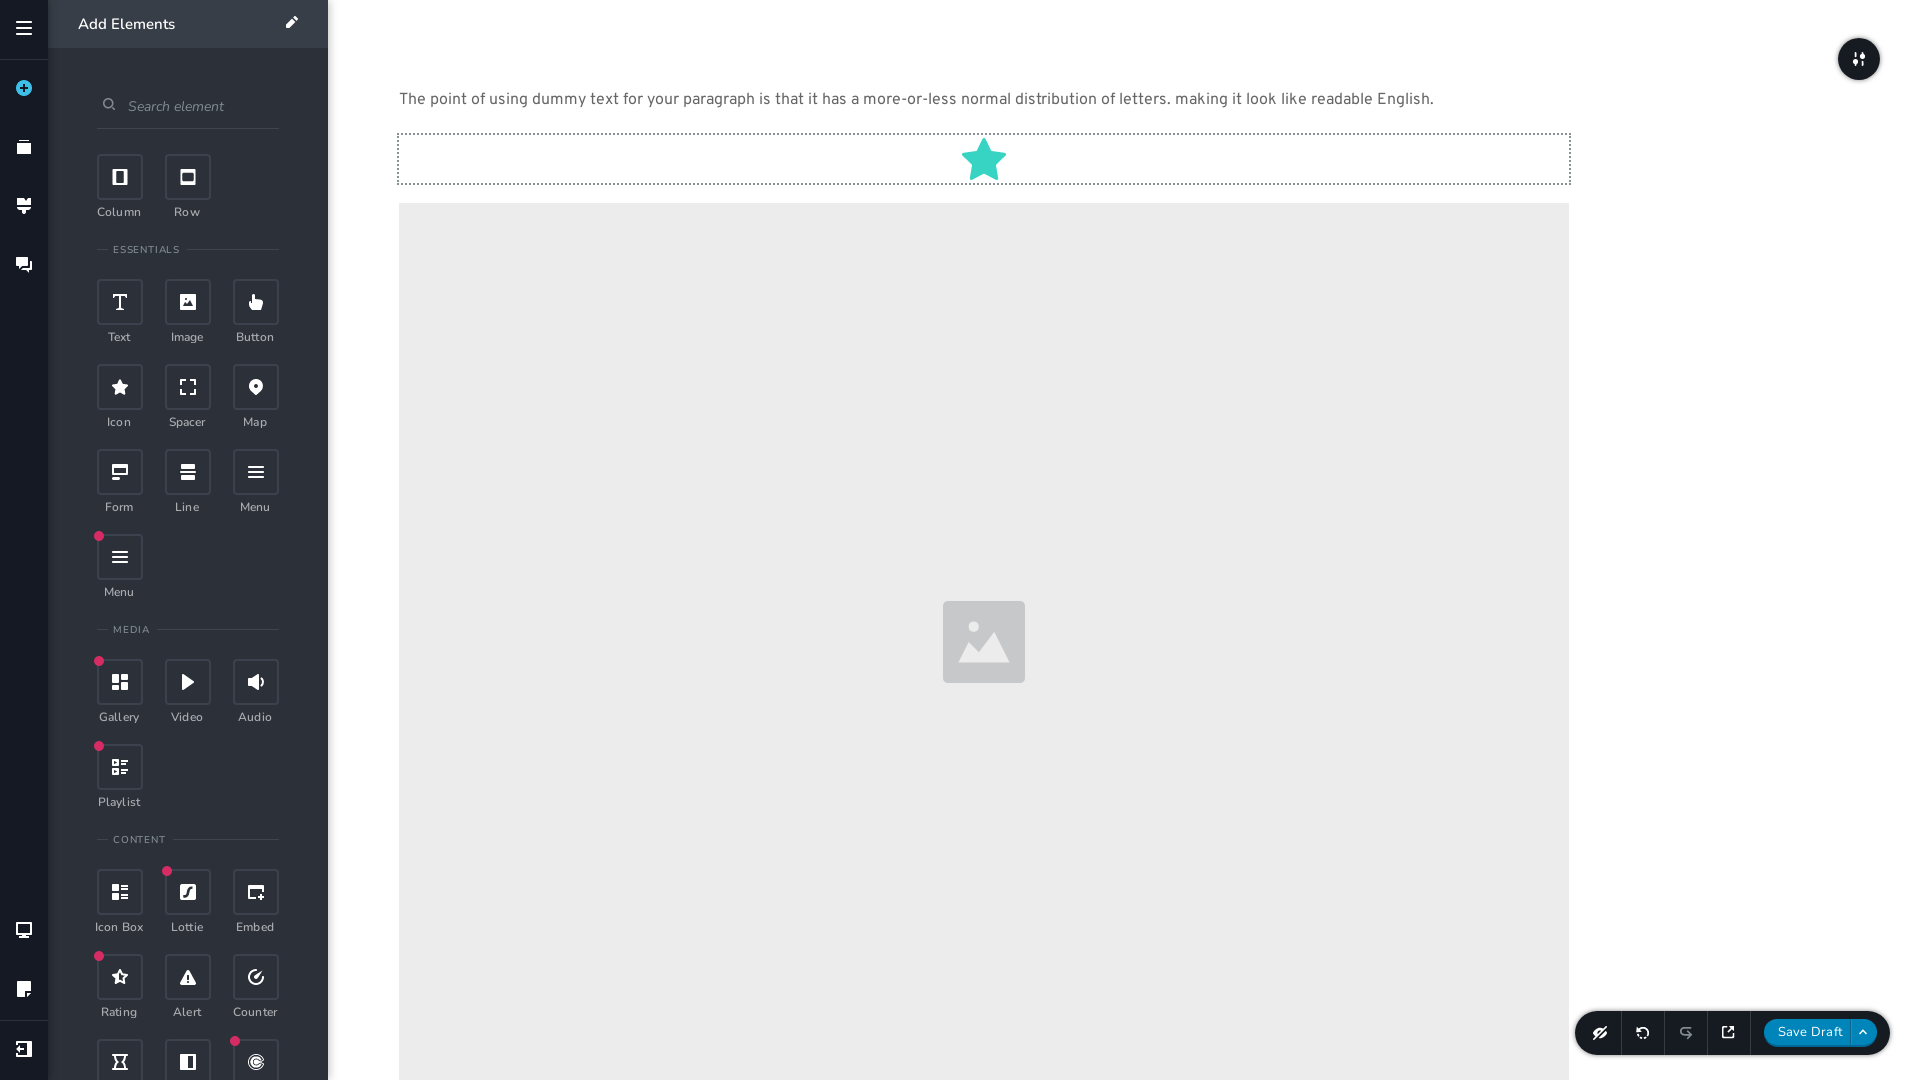 Add Elements
Search element
Column
Row
ESSENTIALS
Text
Image
Button
Icon
Spacer
Map
Form
Line
Menu
Menu
MEDIA
Gallery
Video
Audio
Playlist
CONTENT
Icon Box
Lottie
Embed
Rating
Alert
Counter
The point of using dummy text for your paragraph is that it has a more-or-less normal distribution of letters. making it look like readable English.
Save Draft